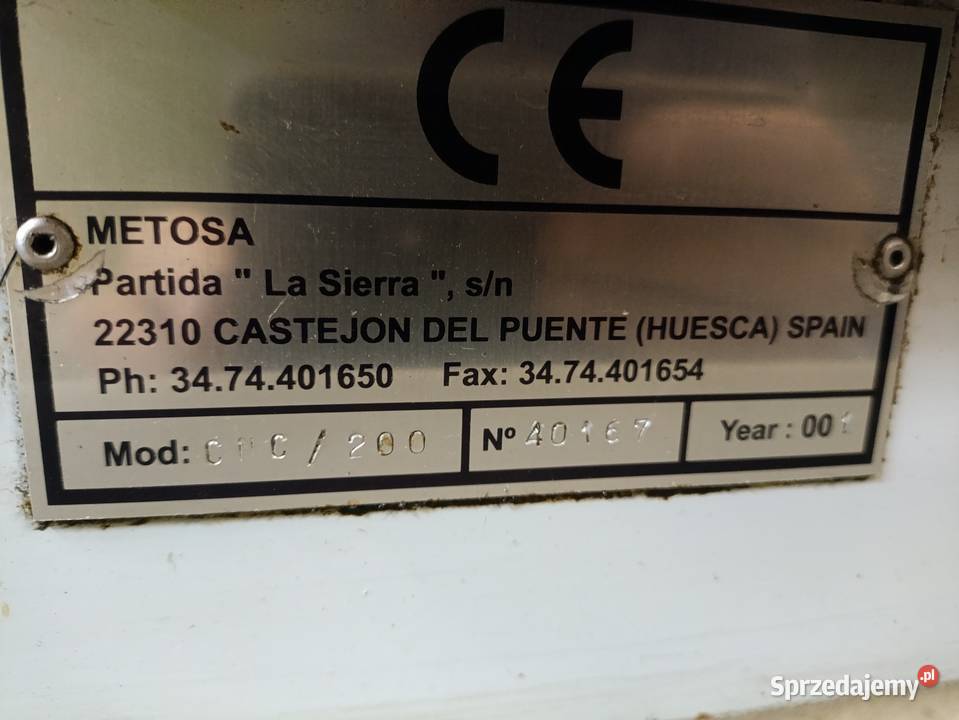 CE
METOSA
Partida " La Sierra ", s/n
22310 CASTEJON DEL PUENTE (HUESCA) SPAIN
Ph: 34.74.401650 Fax: 34.74.401654
Mod: / 200 Nº 40167 Year : 001
Sprzedajemy.pl